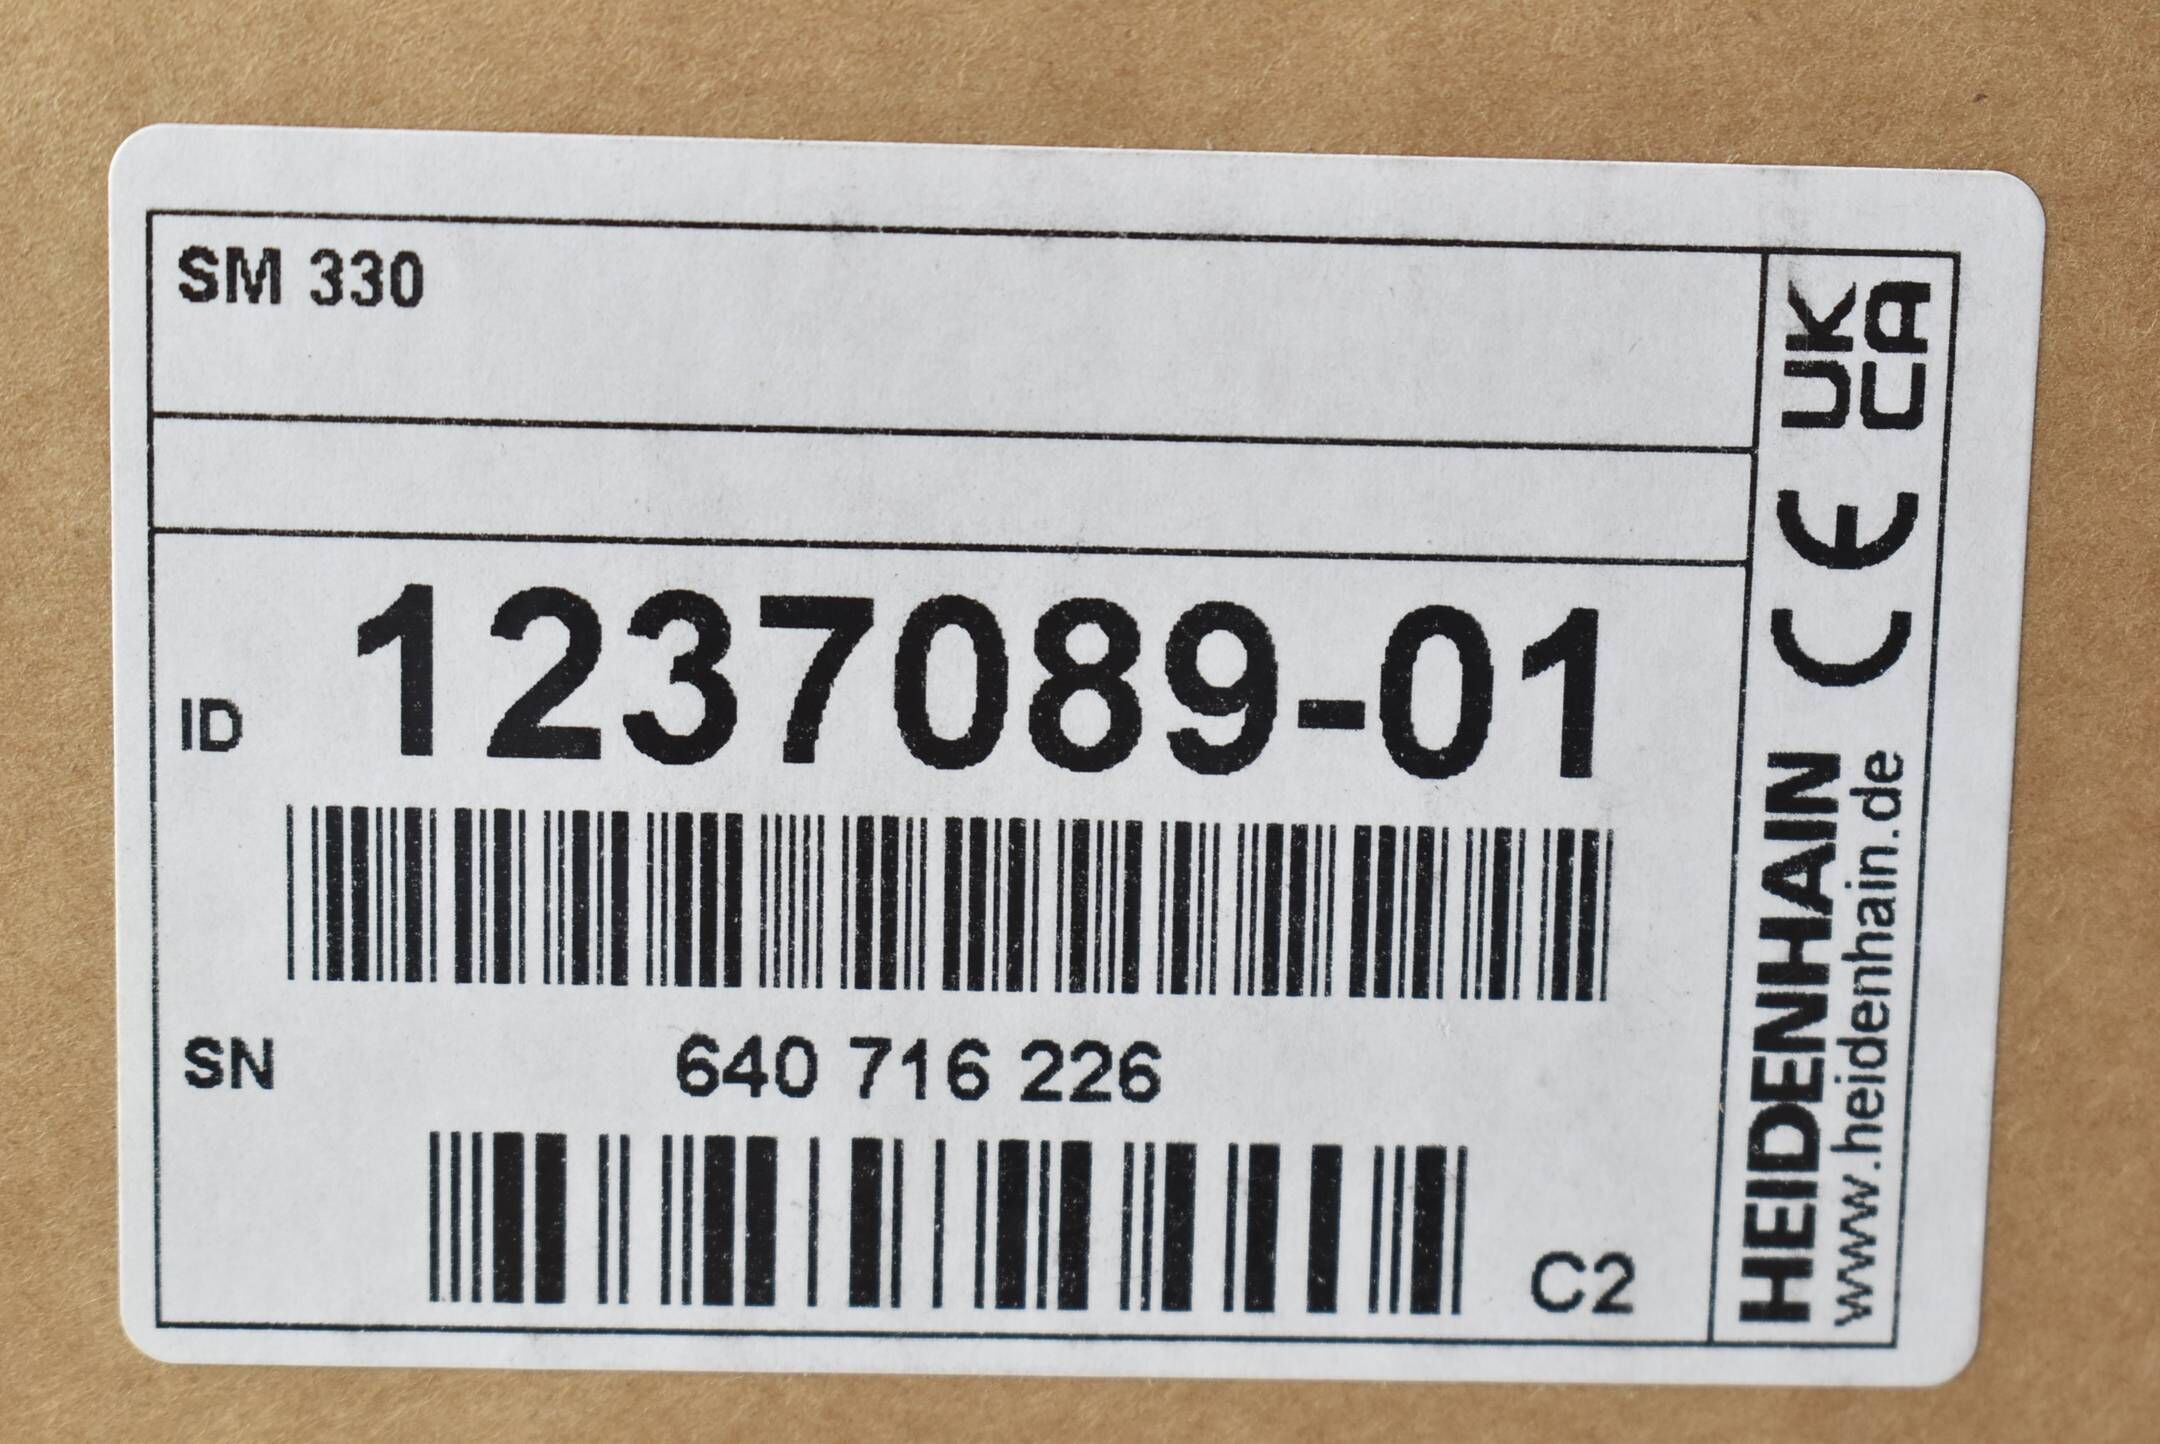 SM 330
ID 1237089-01
SN 640 716 226
C2
HEIDENHAIN CE UK
CA
www.heidenhain.de